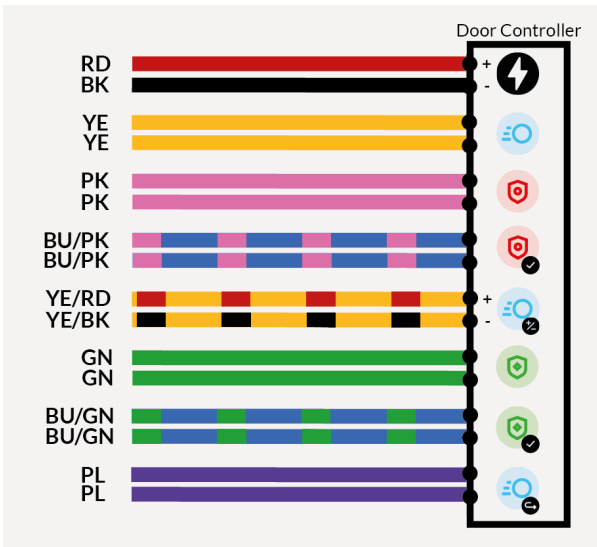 Door Controller
RD +
BK -
YE
YE
PK
PK
BU/PK
BU/PK
YE/RD +
YE/BK -
GN
GN
BU/GN
BU/GN
PL
PL